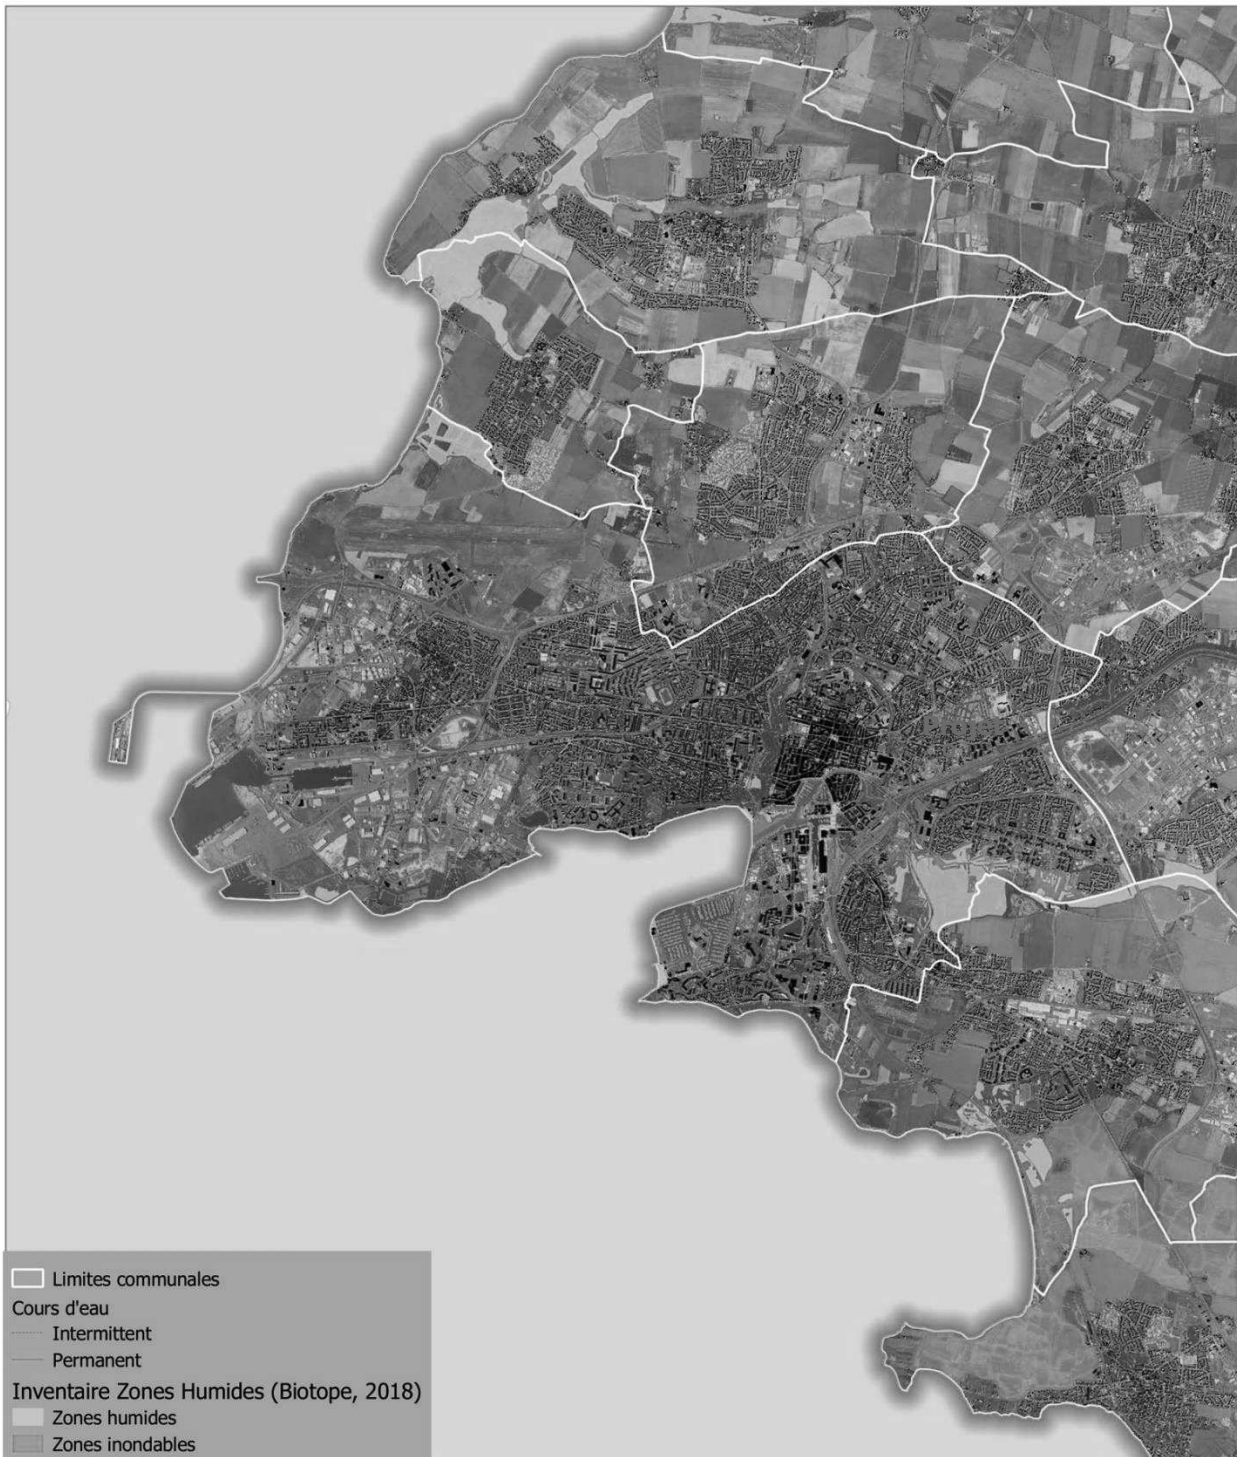 Limites communales
Cours d'eau
Intermittent
Permanent
Inventaire Zones Humides (Biotope, 2018)
Zones humides
Zones inondables